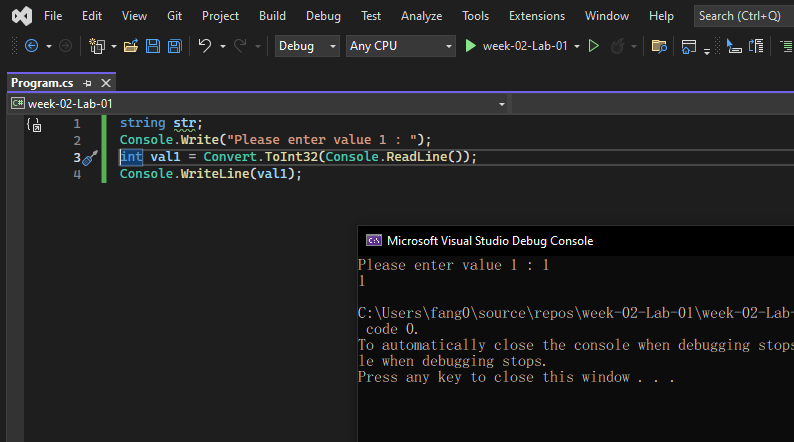 File Edit View Git Project Build Debug Test Analyze Tools Extensions Window Help Search (Ctrl+Q)
Debug Any CPU week-02-Lab-01
Program.cs
C# week-02-Lab-01
1 string str;
2 Console.Write("Please enter value 1 : ");
3 int val1 = Convert.ToInt32(Console.ReadLine());
4 Console.WriteLine(val1);
C:\ Microsoft Visual Studio Debug Console
Please enter value 1 : 1
1
C:\Users\fang0\source\repos\week-02-Lab-01\week-02-Lab-
code 0.
To automatically close the console when debugging stops
le when debugging stops.
Press any key to close this window . . .